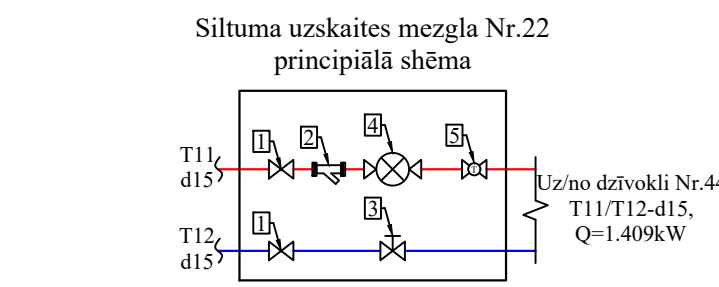 Siltuma uzskaites mezgla Nr.22
principiālā shēma
T11
d15
1
2
4
5
T
Uz/no dzīvokli Nr.44
T11/T12-d15,
Q=1.409kW
T12
d15
1
3